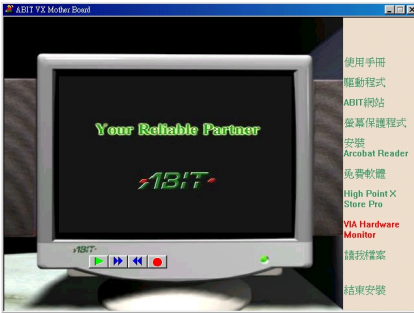 ABIT VX Mother Board
Your Reliable Partner
ABIT
ABIT
使用手冊
驅動程式
ABIT網站
螢幕保護程式
安裝
Arcobat Reader
免費軟體
High Point X
Store Pro
VIA Hardware
Monitor
讀我檔案
結束安裝